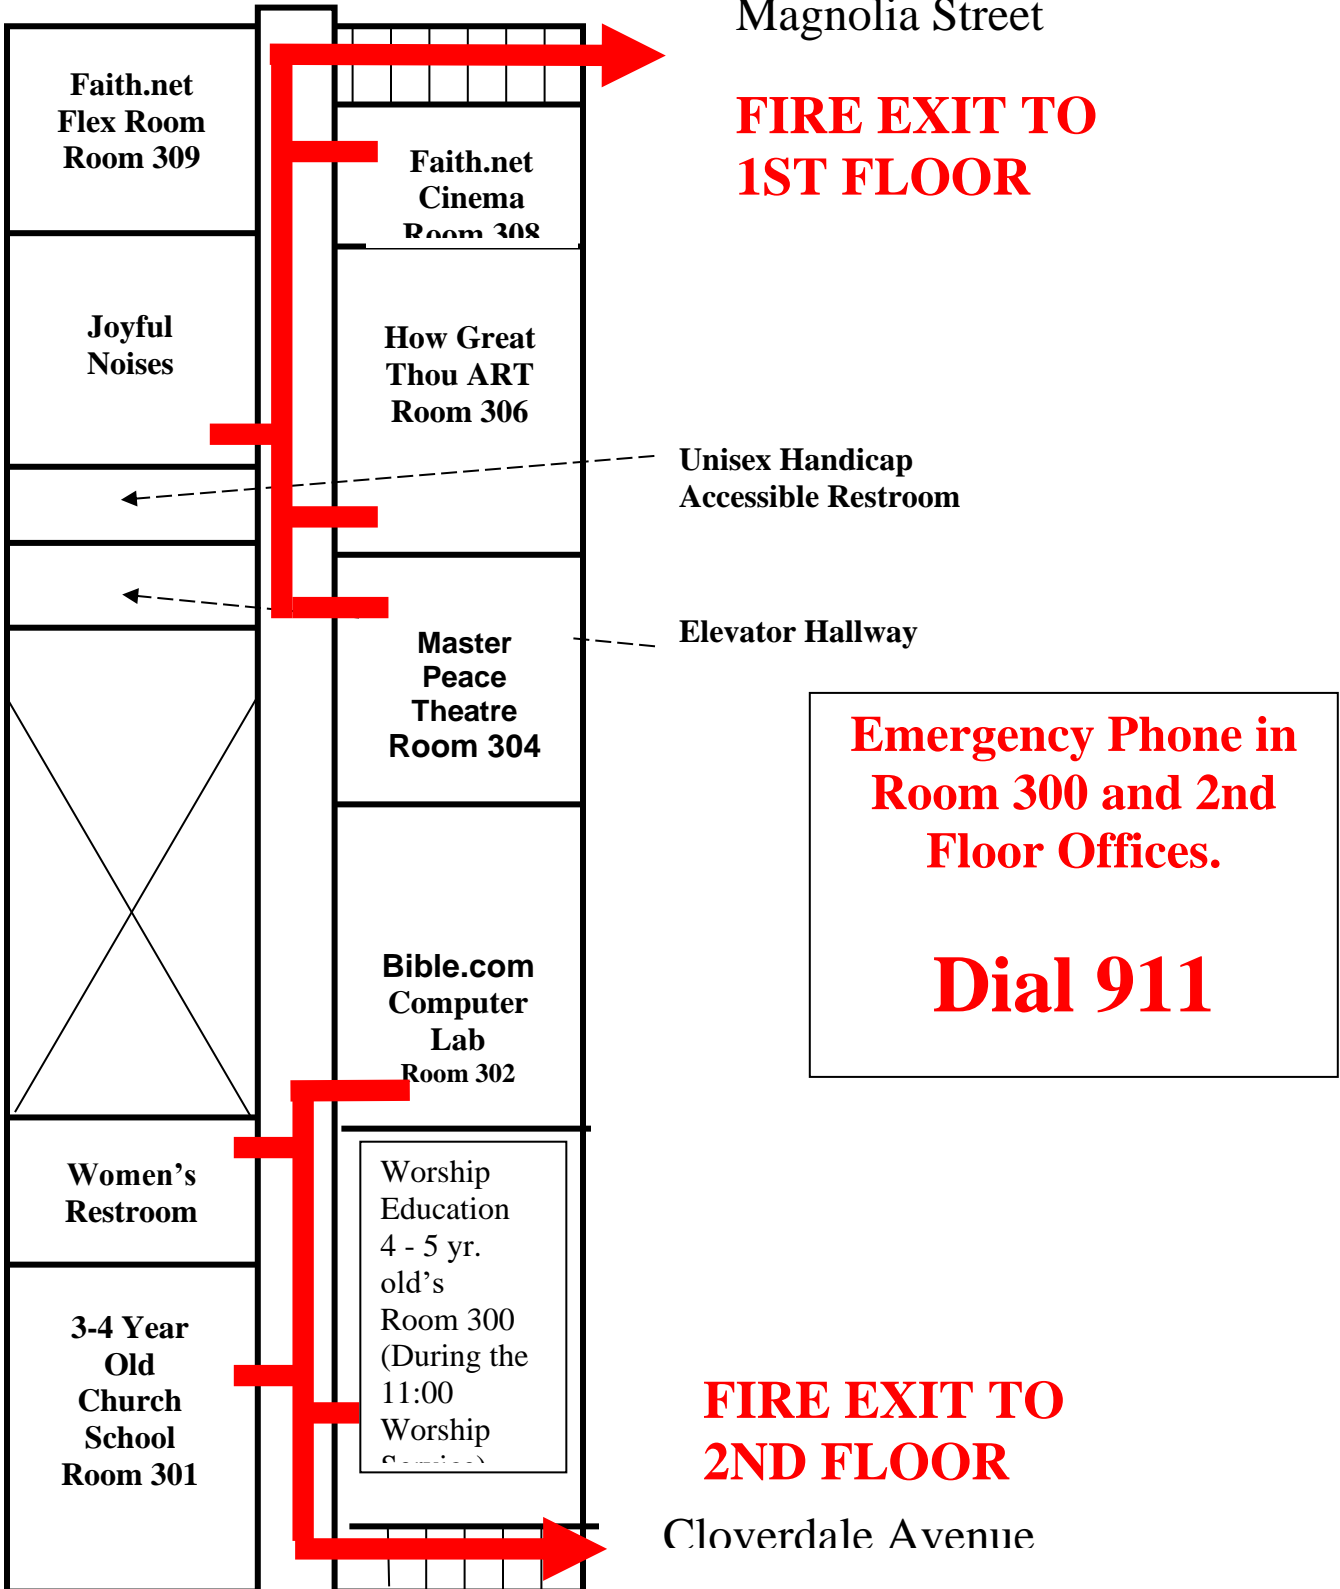 Magnolia Street
FIRE EXIT TO
1ST FLOOR
Faith.net
Flex Room
Room 309
Faith.net
Cinema
Room 308
Joyful
Noises
How Great
Thou ART
Room 306
Unisex Handicap
Accessible Restroom
Elevator Hallway
Master
Peace
Theatre
Room 304
Emergency Phone in
Room 300 and 2nd
Floor Offices.
Dial 911
Bible.com
Computer
Lab
Room 302
Women's
Restroom
Worship
Education
4 - 5 yr.
old's
Room 300
(During the
11:00
Worship
Service)
3-4 Year
Old
Church
School
Room 301
FIRE EXIT TO
2ND FLOOR
Cloverdale Avenue